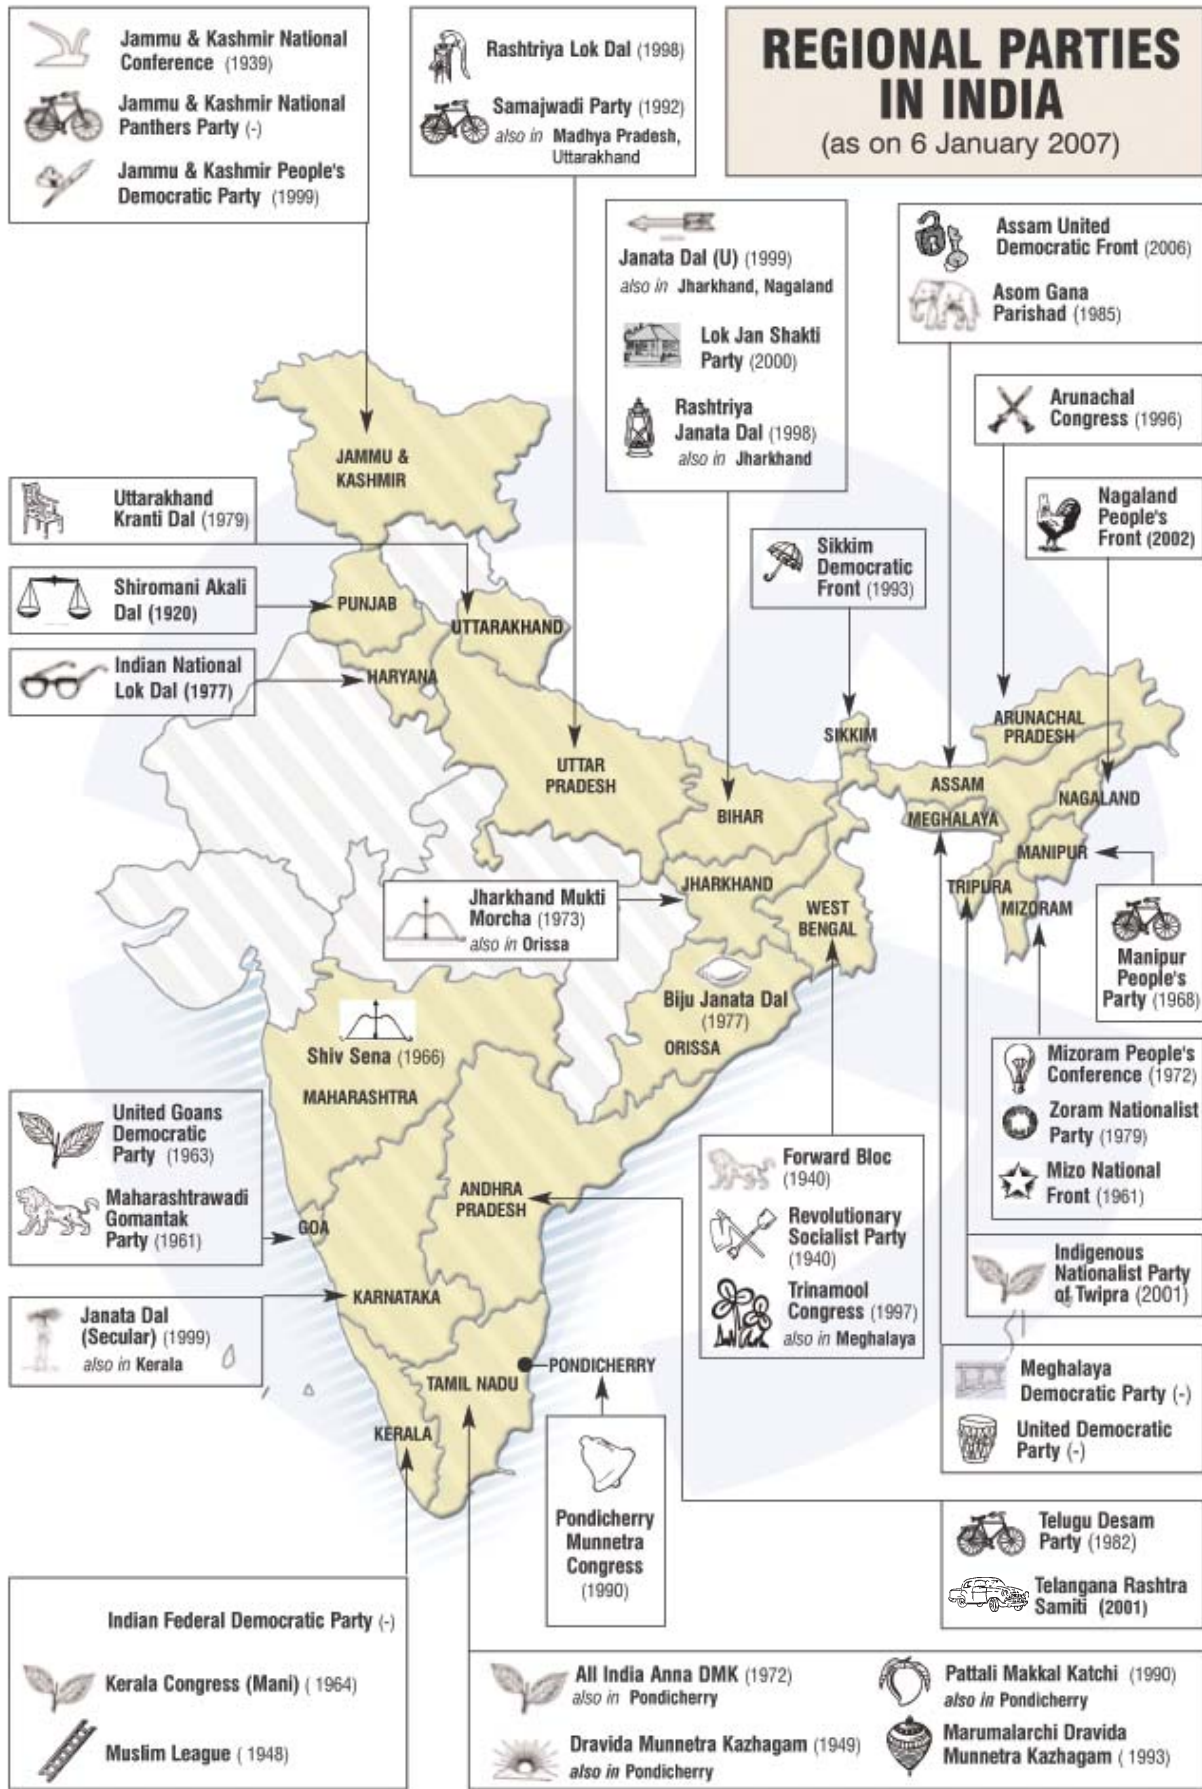 REGIONAL PARTIES
IN INDIA
(as on 6 January 2007)
Jammu & Kashmir National
Conference (1939)
Jammu & Kashmir National
Panthers Party (-)
Jammu & Kashmir People's
Democratic Party (1999)
Rashtriya Lok Dal (1998)
Samajwadi Party (1992)
also in Madhya Pradesh,
Uttarakhand
Janata Dal (U) (1999)
also in Jharkhand, Nagaland
Lok Jan Shakti
Party (2000)
Rashtriya
Janata Dal (1998)
also in Jharkhand
Assam United
Democratic Front (2006)
Asom Gana
Parishad (1985)
Arunachal
Congress (1996)
Nagaland
People's
Front (2002)
Sikkim
Democratic
Front (1993)
Uttarakhand
Kranti Dal (1979)
Shiromani Akali
Dal (1920)
Indian National
Lok Dal (1977)
JAMMU &
KASHMIR
PUNJAB
UTTARAKHAND
HARYANA
UTTAR
PRADESH
BIHAR
SIKKIM
ARUNACHAL
PRADESH
ASSAM
NAGALAND
MEGHALAYA
MANIPUR
TRIPURA
MIZORAM
JHARKHAND
WEST
BENGAL
Jharkhand Mukti
Morcha (1973)
also in Orissa
Manipur
People's
Party (1968)
Biju Janata Dal
(1977)
ORISSA
Shiv Sena (1966)
MAHARASHTRA
Mizoram People's
Conference (1972)
Zoram Nationalist
Party (1979)
Mizo National
Front (1961)
United Goans
Democratic
Party (1963)
Maharashtrawadi
Gomantak
Party (1961)
GOA
ANDHRA
PRADESH
Forward Bloc
(1940)
Revolutionary
Socialist Party
(1940)
Trinamool
Congress (1997)
also in Meghalaya
Indigenous
Nationalist Party
of Twipra (2001)
KARNATAKA
Janata Dal
(Secular) (1999)
also in Kerala
PONDICHERRY
TAMIL NADU
KERALA
Meghalaya
Democratic Party (-)
United Democratic
Party (-)
Pondicherry
Munnetra
Congress
(1990)
Telugu Desam
Party (1982)
Telangana Rashtra
Samiti (2001)
Indian Federal Democratic Party (-)
Kerala Congress (Mani) ( 1964)
Muslim League ( 1948)
All India Anna DMK (1972)
also in Pondicherry
Dravida Munnetra Kazhagam (1949)
also in Pondicherry
Pattali Makkal Katchi (1990)
also in Pondicherry
Marumalarchi Dravida
Munnetra Kazhagam ( 1993)